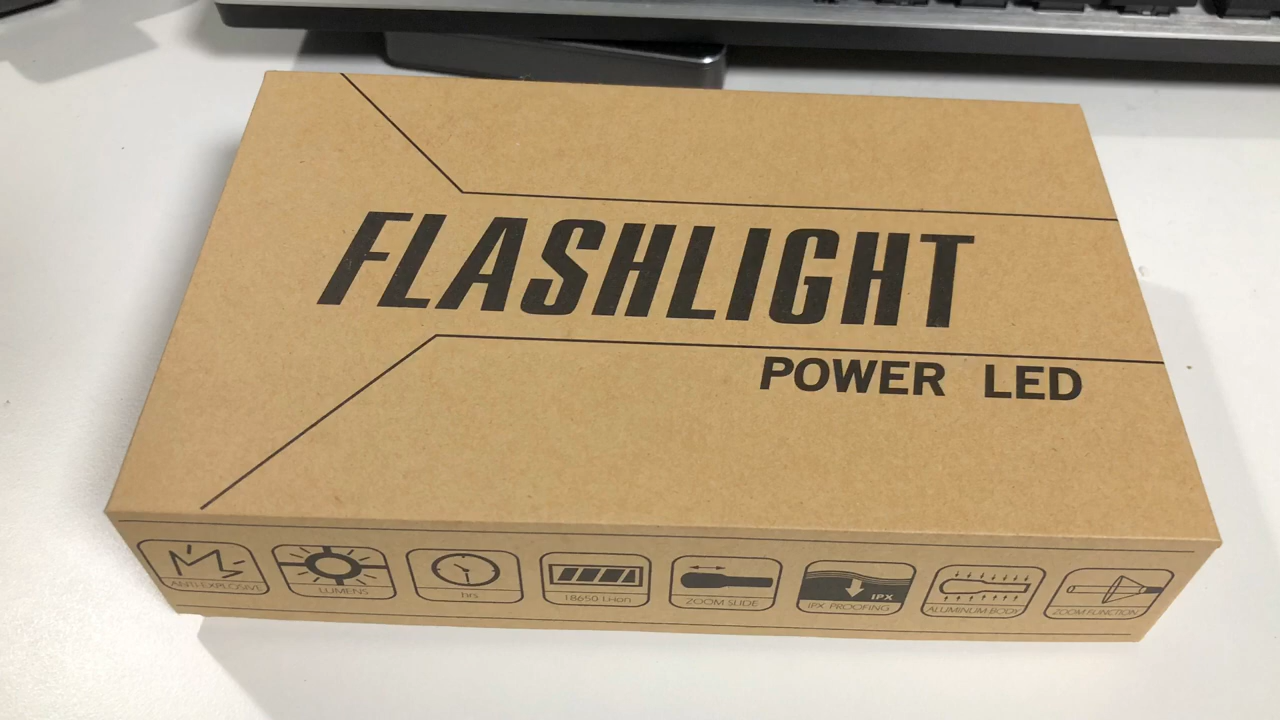 FLASHLIGHT
POWER LED
ANTI-EXPLOSIVE
LUMENS
hrs
18650 Li-ion
ZOOM SLIDE
IPX
IPX PROOFING
ALUMINUM BODY
ZOOM FUNCTION